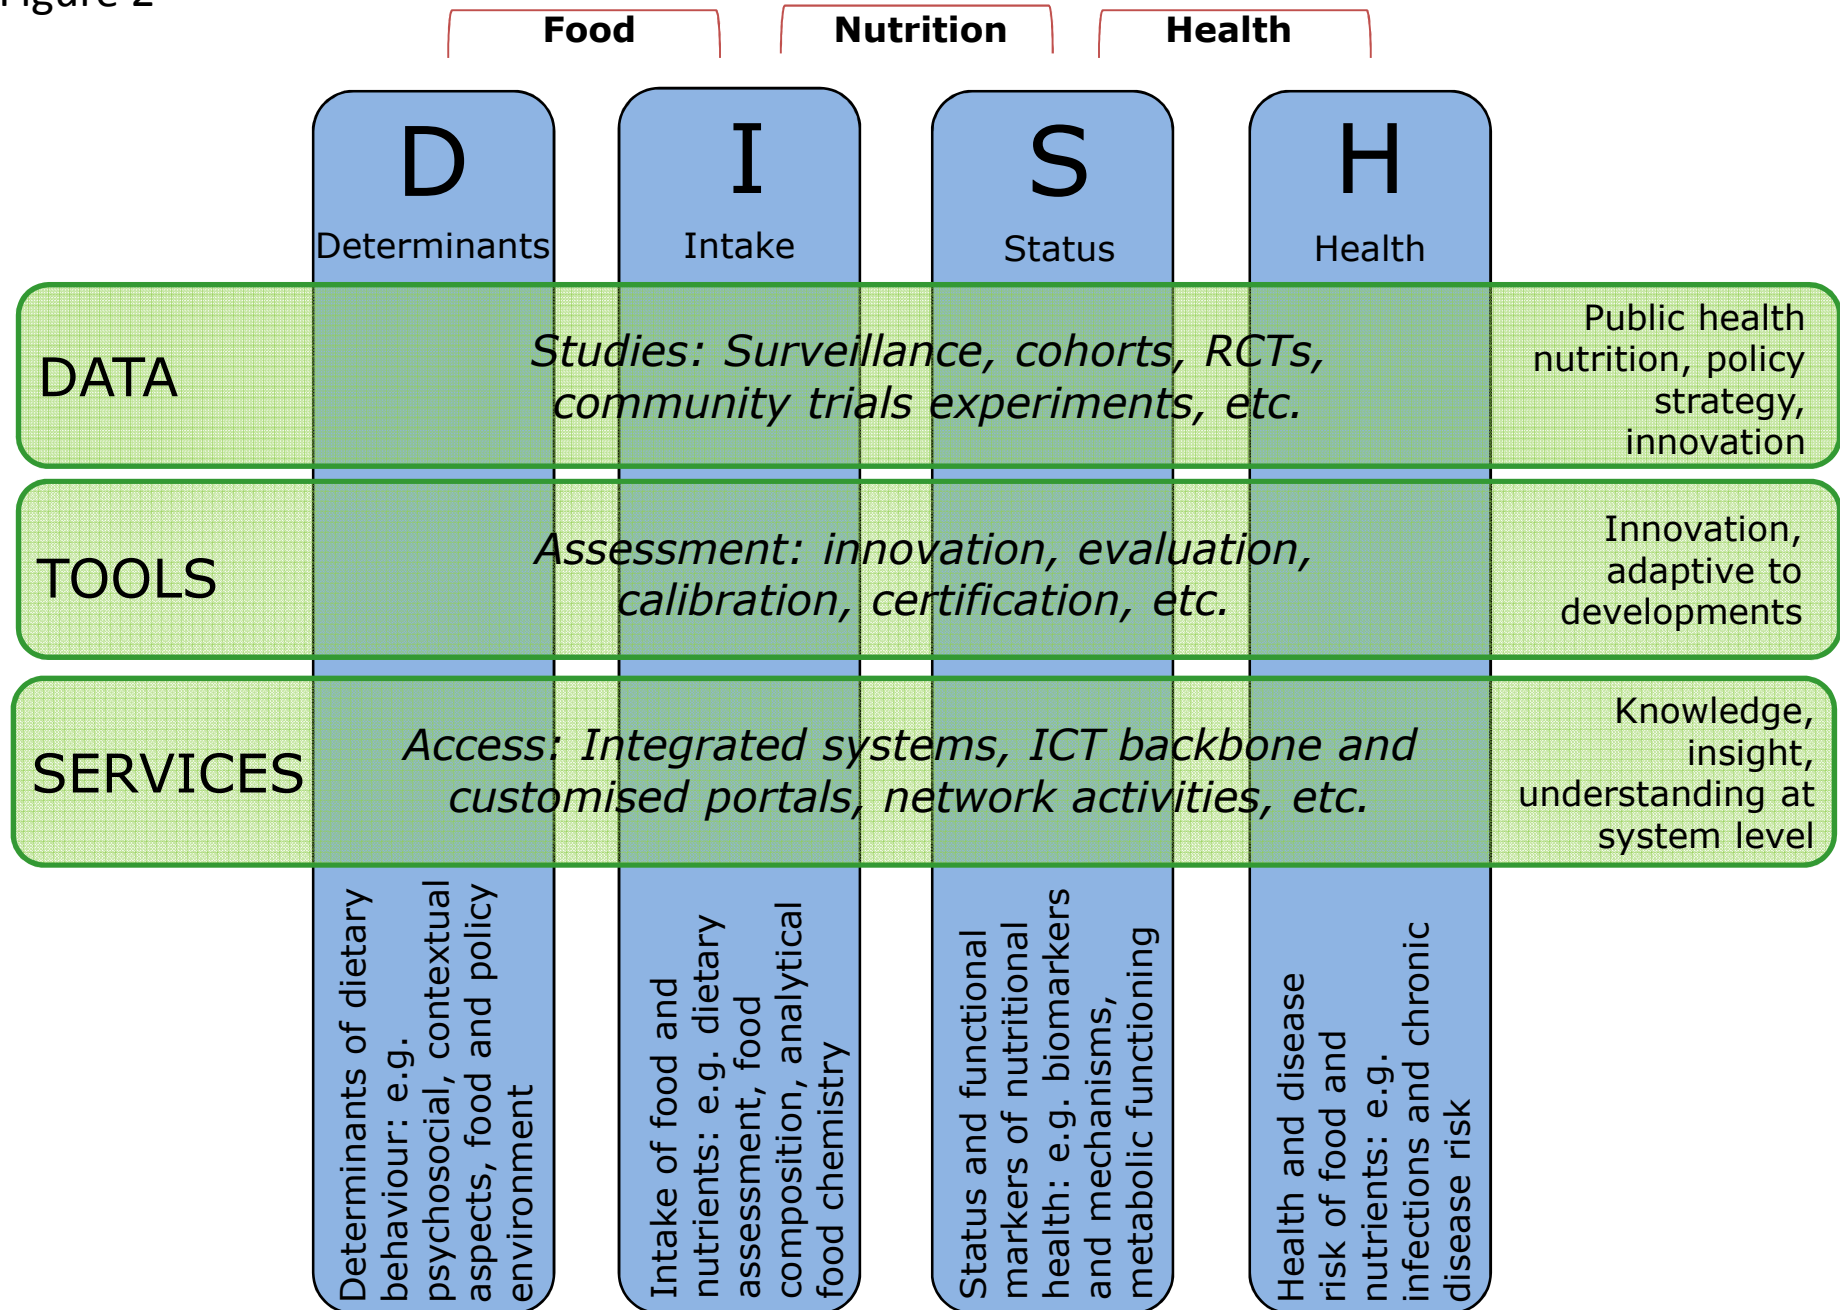 Figure 2
Food
Nutrition
Health
D
I
S
H
Determinants
Intake
Status
Health
DATA
Studies: Surveillance, cohorts, RCTs,
community trials experiments, etc.
Public health
nutrition, policy
strategy,
innovation
TOOLS
Assessment: innovation, evaluation,
calibration, certification, etc.
Innovation,
adaptive to
developments
SERVICES
Access: Integrated systems, ICT backbone and
customised portals, network activities, etc.
Knowledge,
insight,
understanding at
system level
Determinants of dietary
behaviour: e.g.
psychosocial, contextual
aspects, food and policy
environment
Intake of food and
nutrients: e.g. dietary
assessment, food
composition, analytical
food chemistry
Status and functional
markers of nutritional
health: e.g. biomarkers
and mechanisms,
metabolic functioning
Health and disease
risk of food and
nutrients: e.g.
infections and chronic
disease risk